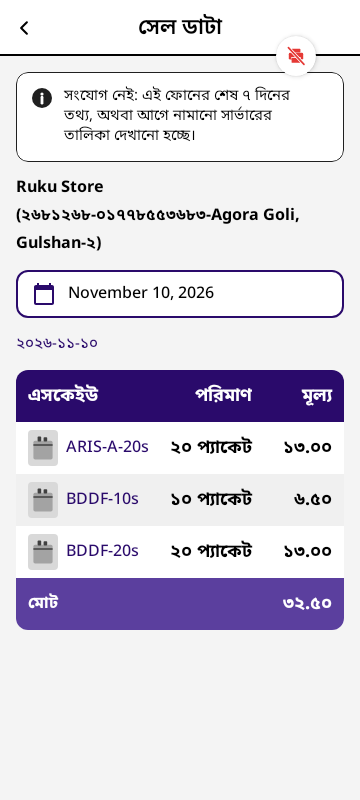 সেল ডাটা
সংযোগ নেই: এই ফোনের শেষ ৭ দিনের
তথ্য, অথবা আগে নামানো সার্ভারের
তালিকা দেখানো হচ্ছে।
Ruku Store
(২৬৮১২৬৮-০১৭৭৮৫৫৩৬৮৩-Agora Goli,
Gulshan-২)
November 10, 2026
২০২৬-১১-১০
এসকেইউ পরিমাণ মূল্য
ARIS-A-20s ২০ প্যাকেট ১৩.০০
BDDF-10s ১০ প্যাকেট ৬.৫০
BDDF-20s ২০ প্যাকেট ১৩.০০
মোট ৩২.৫০